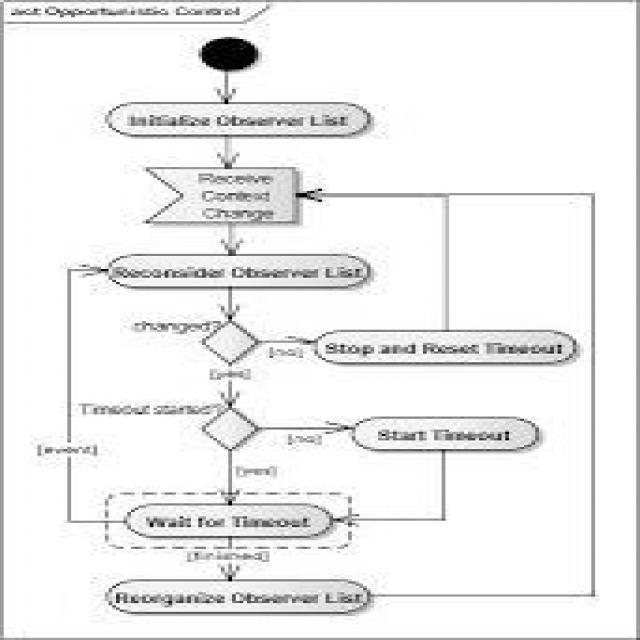 act Opportunistic Control
Initialize Observer List
Receive
Context
Change
Reconsider Observer List
changed?
[no]
Stop and Reset Timeout
[yes]
Timeout started?
[no]
Start Timeout
[event]
[yes]
Wait for Timeout
[finished]
Reorganize Observer List